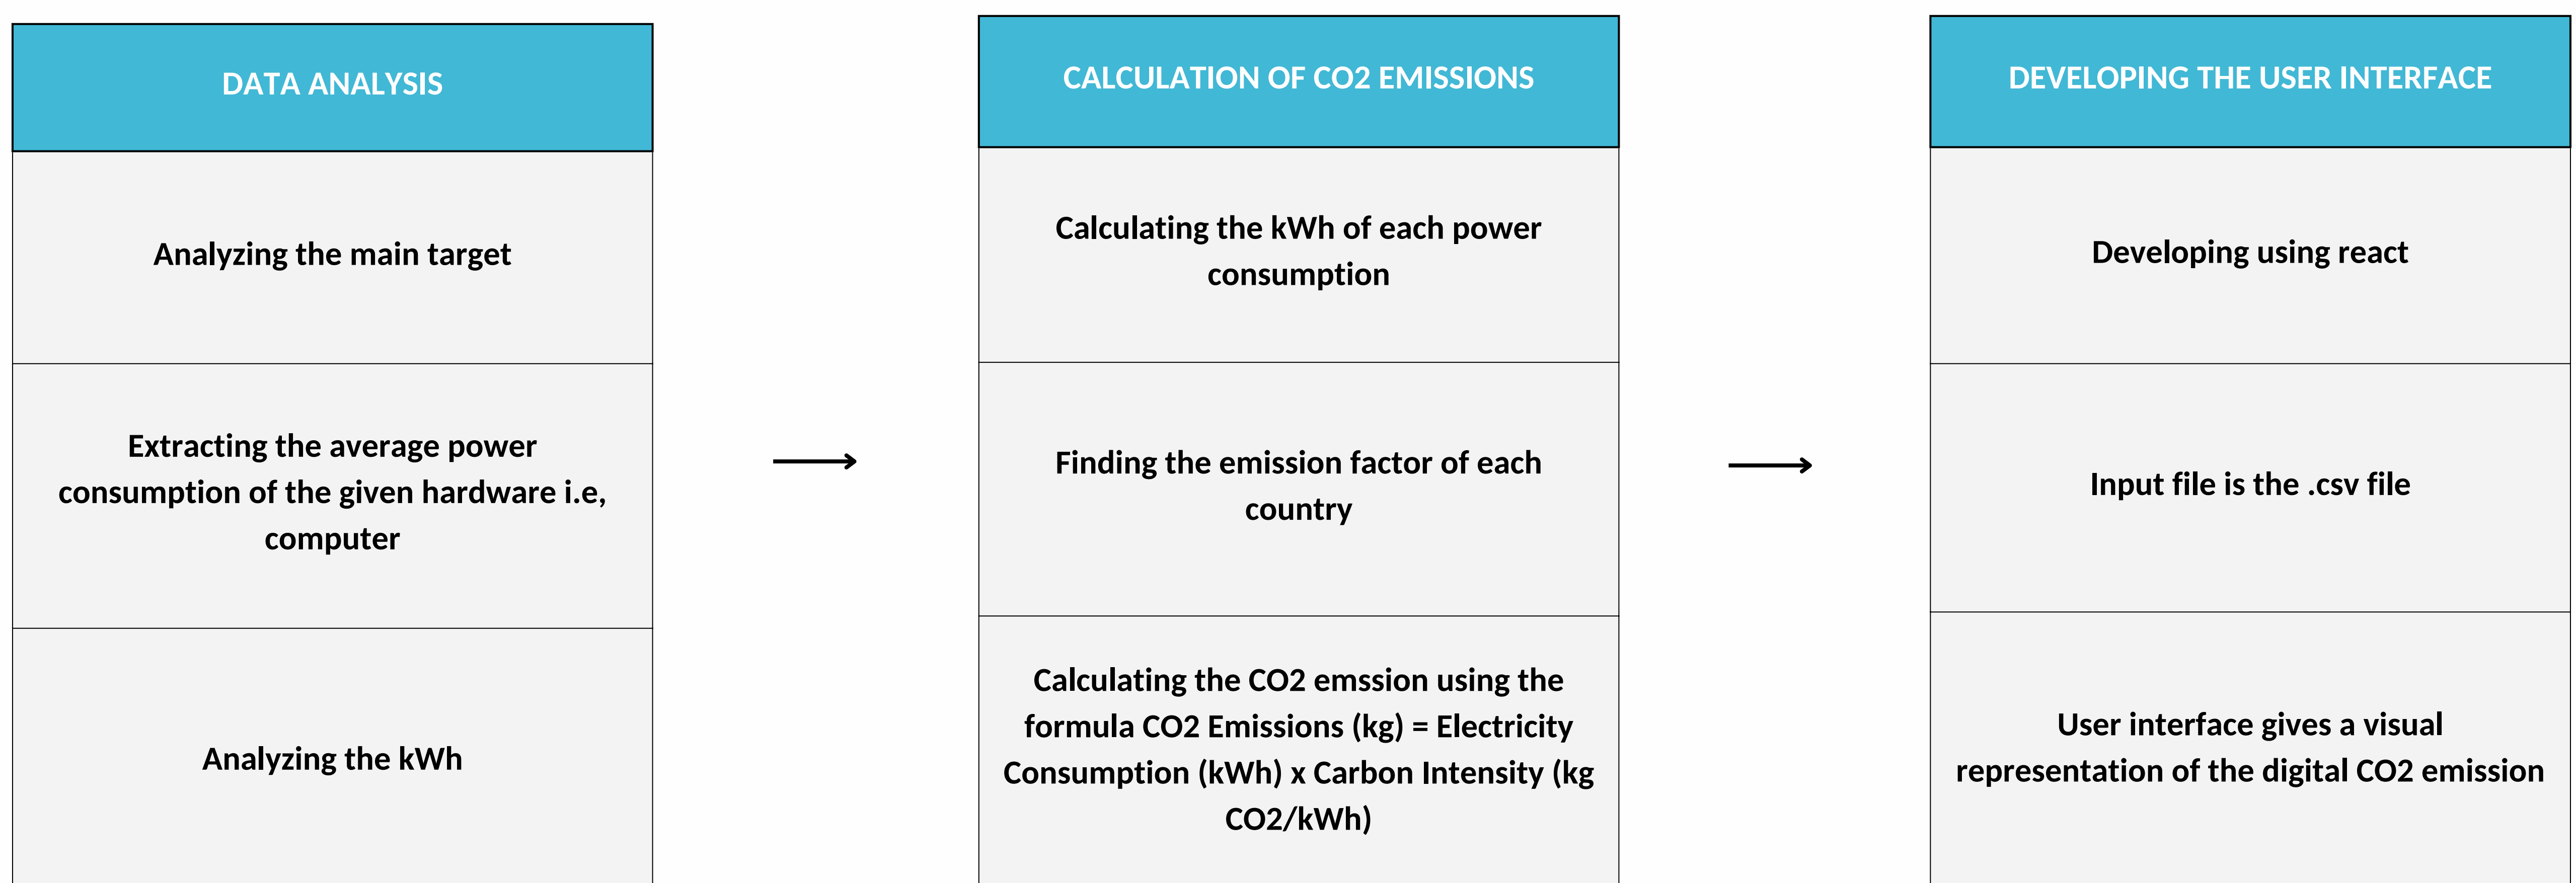 DATA ANALYSIS
Analyzing the main target
Extracting the average power
consumption of the given hardware i.e,
computer
Analyzing the kWh
CALCULATION OF CO2 EMISSIONS
Calculating the kWh of each power
consumption
Finding the emission factor of each
country
Calculating the CO2 emssion using the
formula CO2 Emissions (kg) = Electricity
Consumption (kWh) x Carbon Intensity (kg
CO2/kWh)
DEVELOPING THE USER INTERFACE
Developing using react
Input file is the .csv file
User interface gives a visual
representation of the digital CO2 emission